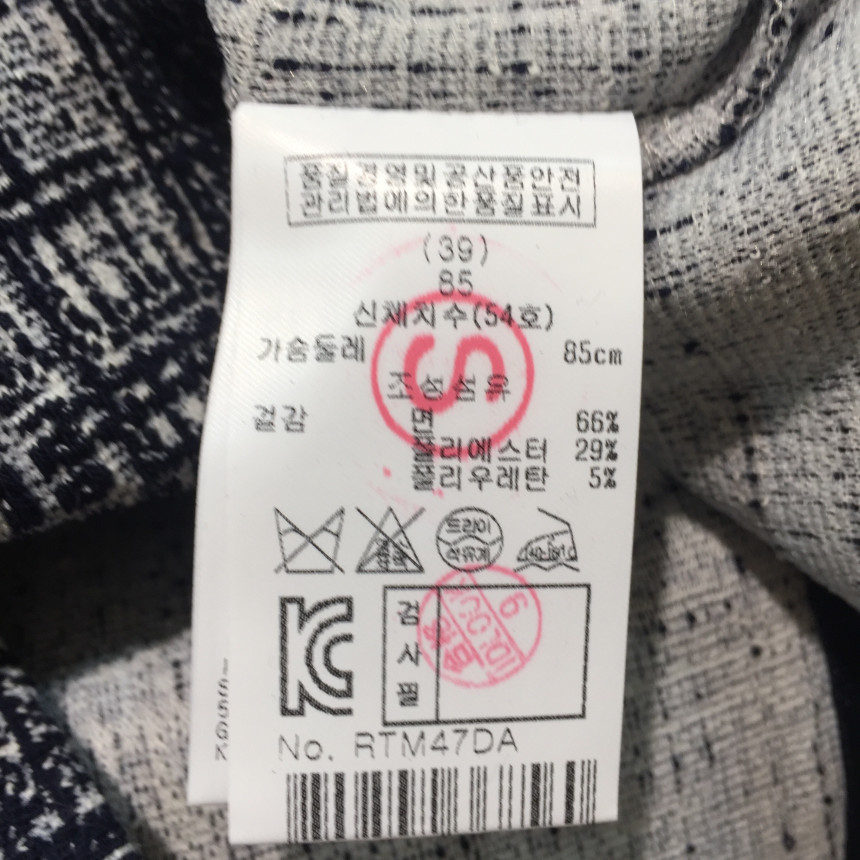 품질경영및공산품안전
관리법에의한품질표시
(39)
85
신체치수(54호)
가슴둘레 85cm
S
조성섬유
겉감 면 66%
폴리에스터 29%
폴리우레탄 5%
드라이
석유계
검사필
No. RTM47DA